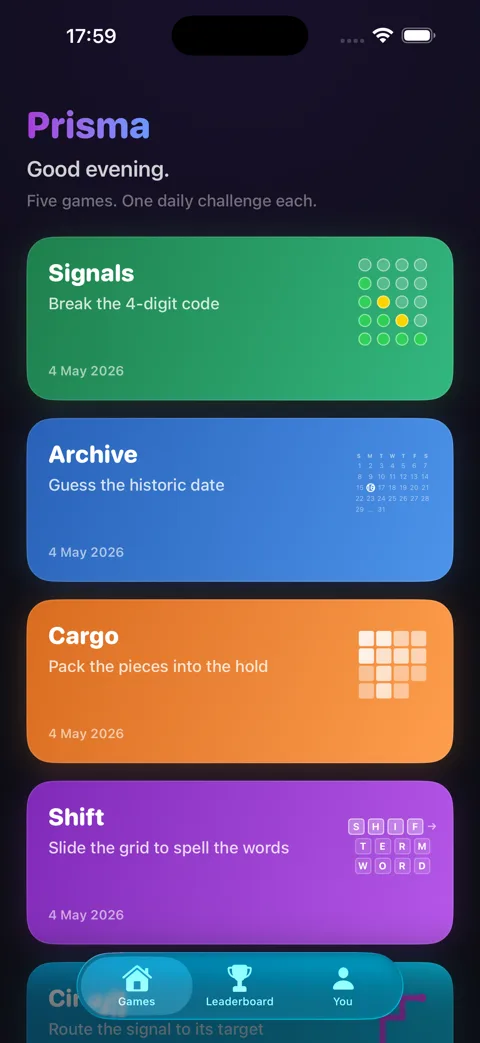 17:59
Prisma
Good evening.
Five games. One daily challenge each.
Signals
Break the 4-digit code
4 May 2026
Archive
Guess the historic date
S M T W T F S
1 2 3 4 5 6 7
8 9 10 11 12 13 14
15 17 18 19 20 21
22 23 24 25 26 27 28
29 ... 31
4 May 2026
Cargo
Pack the pieces into the hold
4 May 2026
Shift
Slide the grid to spell the words
S H I F →
T E R M
W O R D
4 May 2026
Route the signal to its target
Games
Leaderboard
You